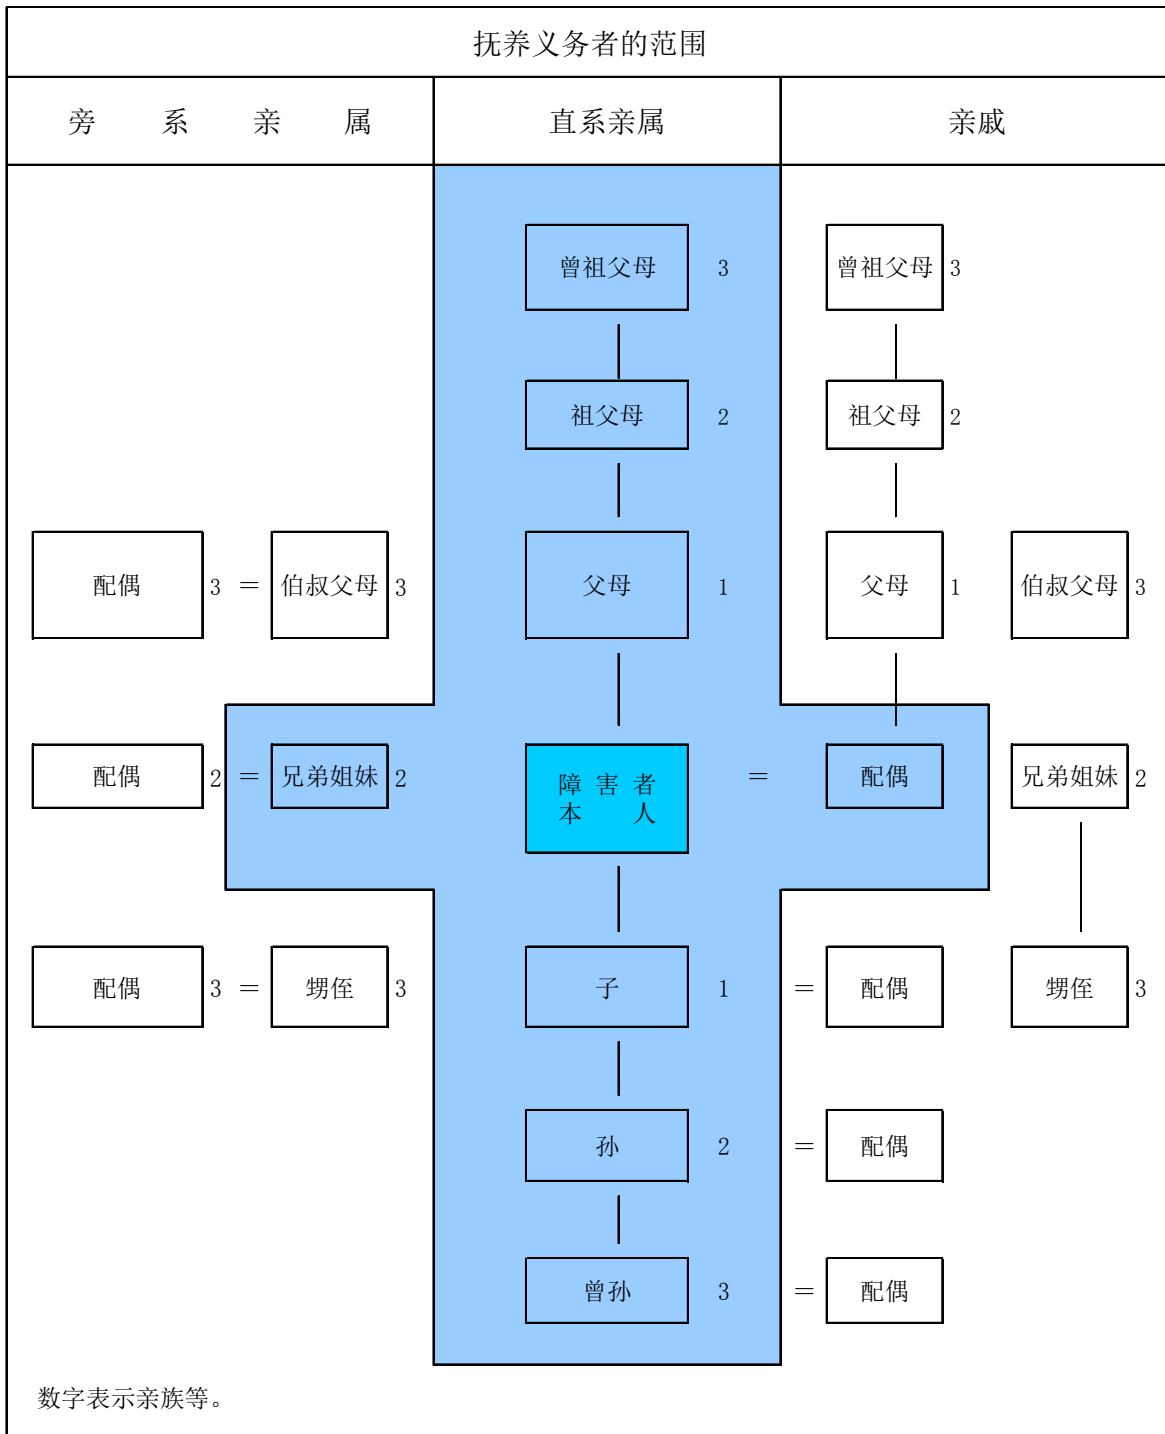 抚养义务者的范围
旁系亲属 直系亲属 亲戚
曾祖父母 3 曾祖父母 3
祖父母 2 祖父母 2
配偶 3 = 伯叔父母 3 父母 1 父母 1 伯叔父母 3
配偶 2 = 兄弟姐妹 2 障害者 = 配偶 兄弟姐妹 2
本人
配偶 3 = 甥侄 3 子 1 = 配偶 甥侄 3
孙 2 = 配偶
曾孙 3 = 配偶
数字表示亲族等。